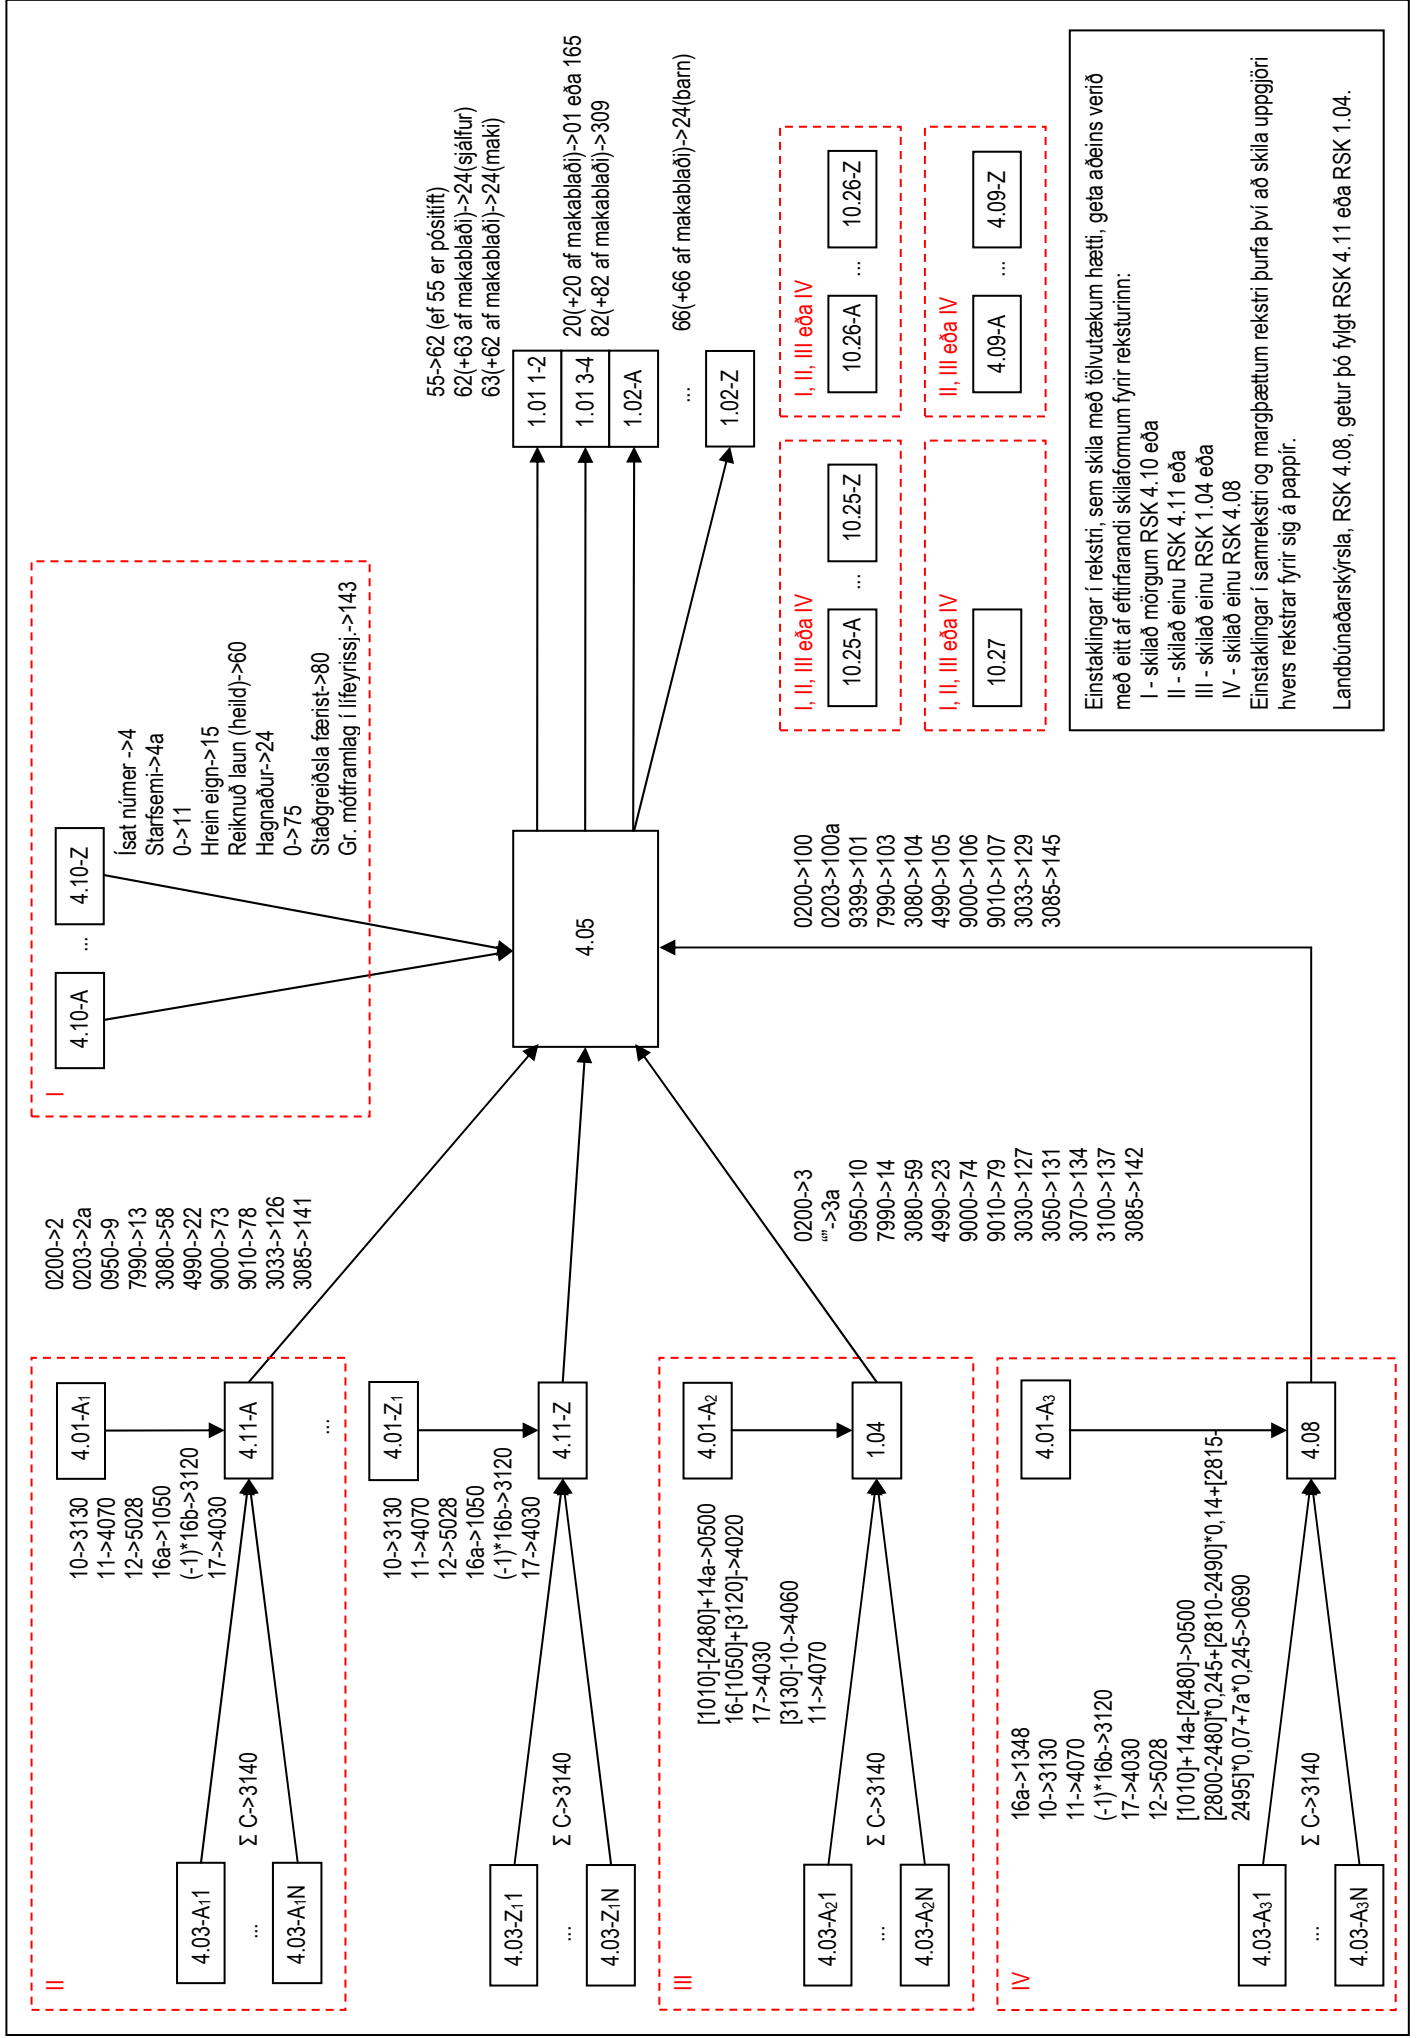 II
4.03-A₁1
...
4.03-A₁N
Σ C->3140
10->3130
11->4070
12->5028
16a->1050
(-1)*16b->3120
17->4030
4.01-A₁
4.11-A
0200->2
0203->2a
0950->9
7990->13
3080->58
4990->22
9000->73
9010->78
3033->126
3085->141
...
4.03-Z₁1
...
4.03-Z₁N
Σ C->3140
10->3130
11->4070
12->5028
16a->1050
(-1)*16b->3120
17->4030
4.01-Z₁
4.11-Z
III
4.03-A₂1
...
4.03-A₂N
Σ C->3140
[1010]-[2480]+14a->0500
16-[1050]+[3120]->4020
17->4030
[3130]-10->4060
11->4070
4.01-A₂
1.04
0200->3
“”->3a
0950->10
7990->14
3080->59
4990->23
9000->74
9010->79
3030->127
3050->131
3070->134
3100->137
3085->142
IV
4.03-A₃1
...
4.03-A₃N
Σ C->3140
16a->1348
10->3130
11->4070
(-1)*16b->3120
17->4030
12->5028
[1010]+14a-[2480]->0500
[2800-2480]*0,245+[2810-2490]*0,14+[2815-
2495]*0,07+7a*0,245->0690
4.01-A₃
4.08
0200->100
0203->100a
9399->101
7990->103
3080->104
4990->105
9000->106
9010->107
3033->129
3085->145
I
4.10-A
...
4.10-Z
Ísat númer ->4
Starfsemi->4a
0->11
Hrein eign->15
Reiknuð laun (heild)->60
Hagnaður->24
0->75
Staðgreiðsla færist->80
Gr. mótframlag í lífeyrissj.->143
4.05
1.01 1-2
1.01 3-4
1.02-A
...
1.02-Z
55->62 (ef 55 er pósitíft)
62(+63 af makablaði)->24(sjálfur)
63(+62 af makablaði)->24(maki)
20(+20 af makablaði)->01 eða 165
82(+82 af makablaði)->309
66(+66 af makablaði)->24(barn)
I, II, III eða IV
10.25-A ... 10.25-Z
I, II, III eða IV
10.26-A ... 10.26-Z
I, II, III eða IV
10.27
II, III eða IV
4.09-A ... 4.09-Z
Einstaklingar í rekstri, sem skila með tölvutækum hætti, geta aðeins verið
með eitt af eftirfarandi skilaformum fyrir reksturinn:
I - skilað mörgum RSK 4.10 eða
II - skilað einu RSK 4.11 eða
III - skilað einu RSK 1.04 eða
IV - skilað einu RSK 4.08
Einstaklingar í samrekstri og margþættum rekstri þurfa því að skila uppgjöri
hvers rekstrar fyrir sig á pappír.
Landbúnaðarskýrsla, RSK 4.08, getur þó fylgt RSK 4.11 eða RSK 1.04.